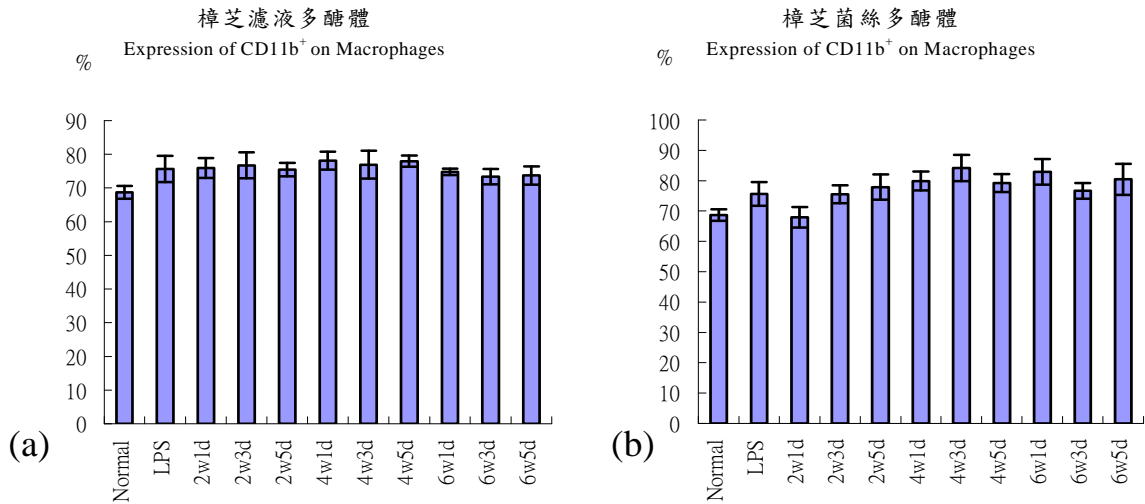 樟芝濾液多醣體
Expression of CD11b⁺ on Macrophages
%
90
80
70
60
50
40
30
20
10
0
Normal
LPS
2w1d
2w3d
2w5d
4w1d
4w3d
4w5d
6w1d
6w3d
6w5d
(a)
樟芝菌絲多醣體
Expression of CD11b⁺ on Macrophages
%
100
90
80
70
60
50
40
30
20
10
0
Normal
LPS
2w1d
2w3d
2w5d
4w1d
4w3d
4w5d
6w1d
6w3d
6w5d
(b)